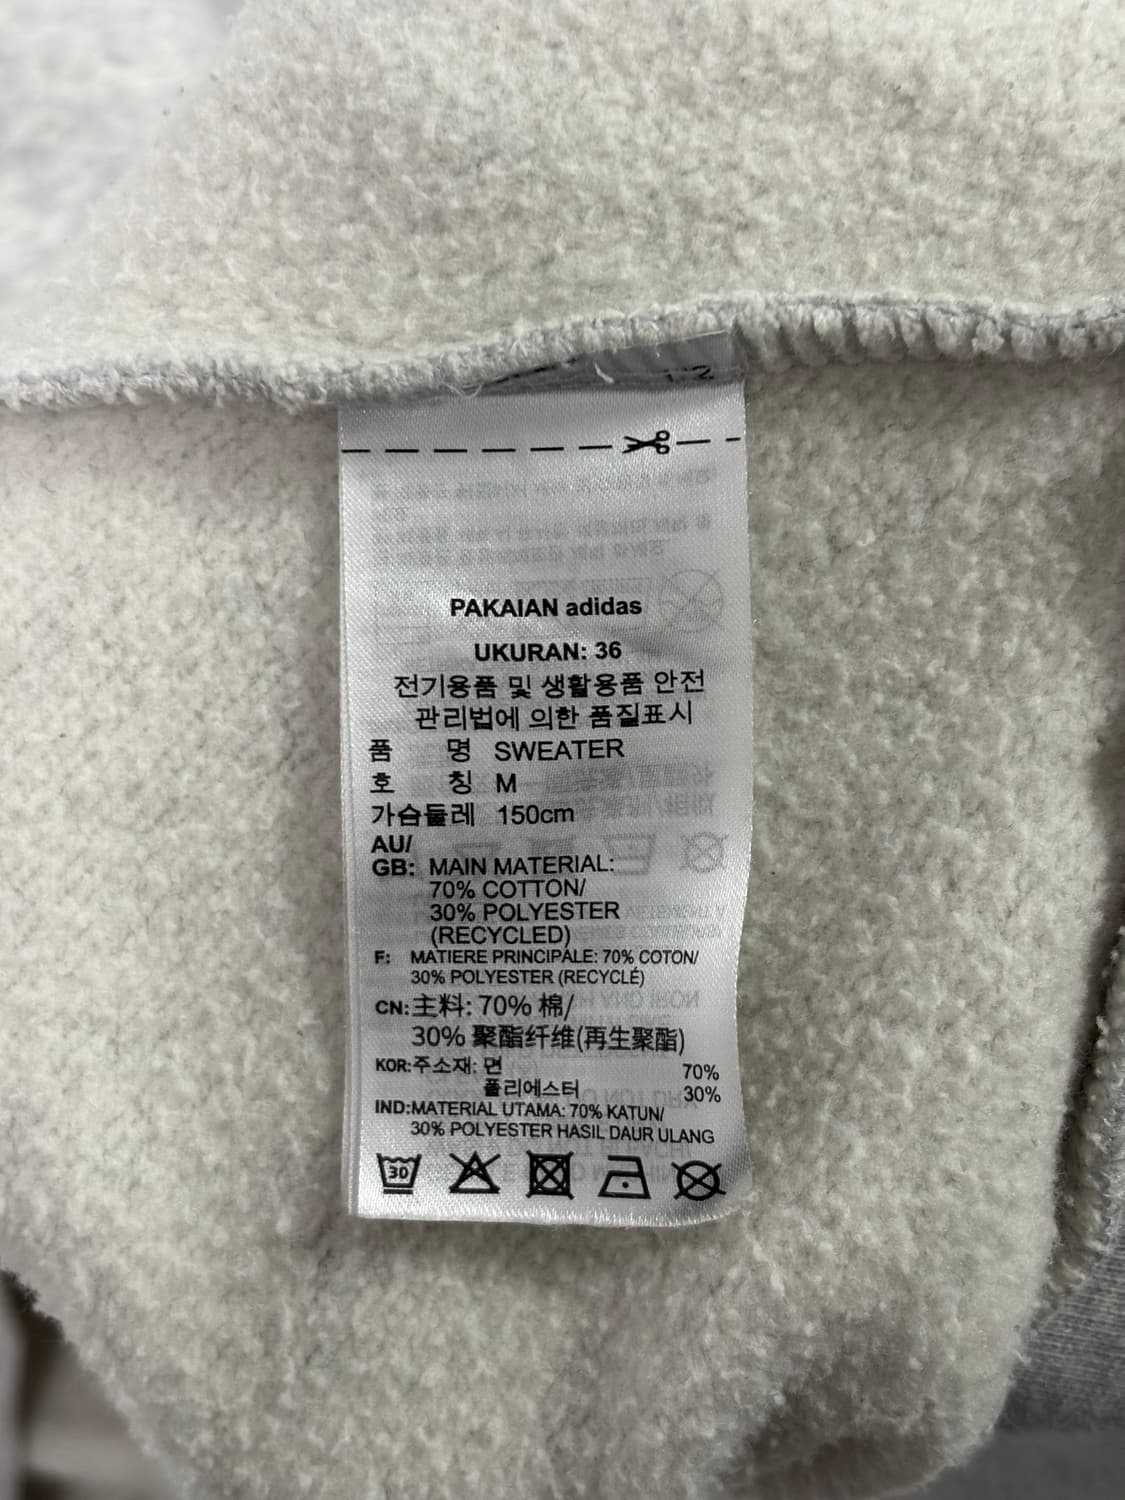 PAKAIAN adidas
UKURAN: 36
전기용품 및 생활용품 안전
관리법에 의한 품질표시
품 명 SWEATER
호 칭 M
가슴둘레 150cm
AU/
GB: MAIN MATERIAL:
70% COTTON/
30% POLYESTER
(RECYCLED)
F: MATIERE PRINCIPALE: 70% COTON/
30% POLYESTER (RECYCLÉ)
CN: 主料: 70% 棉/
30% 聚酯纤维(再生聚酯)
KOR: 주소재: 면 70%
폴리에스터 30%
IND: MATERIAL UTAMA: 70% KATUN/
30% POLYESTER HASIL DAUR ULANG
30